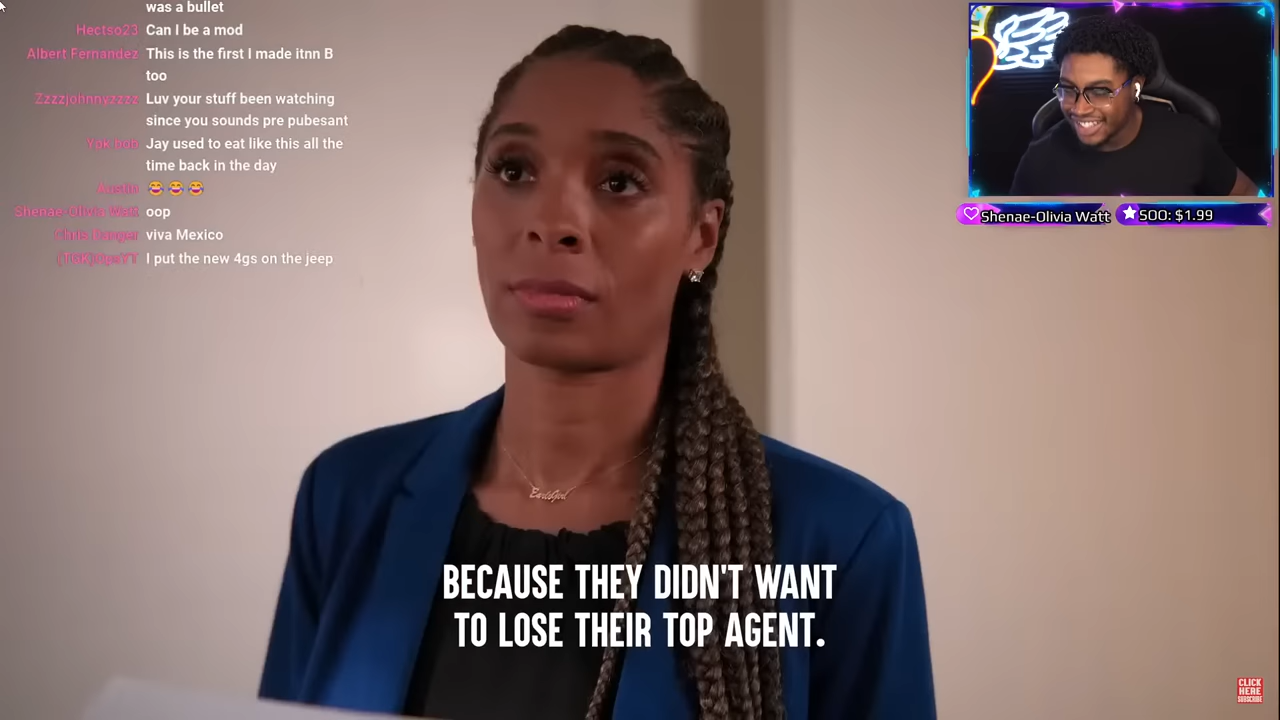 was a bullet
Hectso23 Can I be a mod
Albert Fernandez This is the first I made itnn B
too
Zzzzjohnnyzzzz Luv your stuff been watching
since you sounds pre pubesant
Jay used to eat like this all the
time back in the day
Austin 😂 😂 😂
Shenae-Olivia Watt oop
viva Mexico
I put the new 4gs on the jeep
Shenae-Olivia Watt
500: $1.99
BECAUSE THEY DIDN'T WANT
TO LOSE THEIR TOP AGENT.
CLICK
HERE
SUBSCRIBE